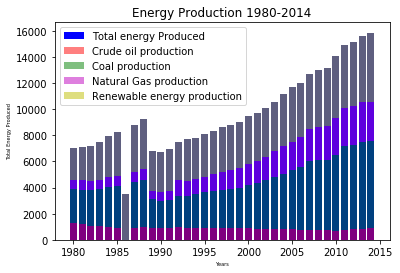 Energy Production 1980-2014
Total energy Produced
Crude oil production
Coal production
Natural Gas production
Renewable energy production
Total Energy Produced
16000
14000
12000
10000
8000
6000
4000
2000
0
1980
1985
1990
1995
2000
2005
2010
2015
Years